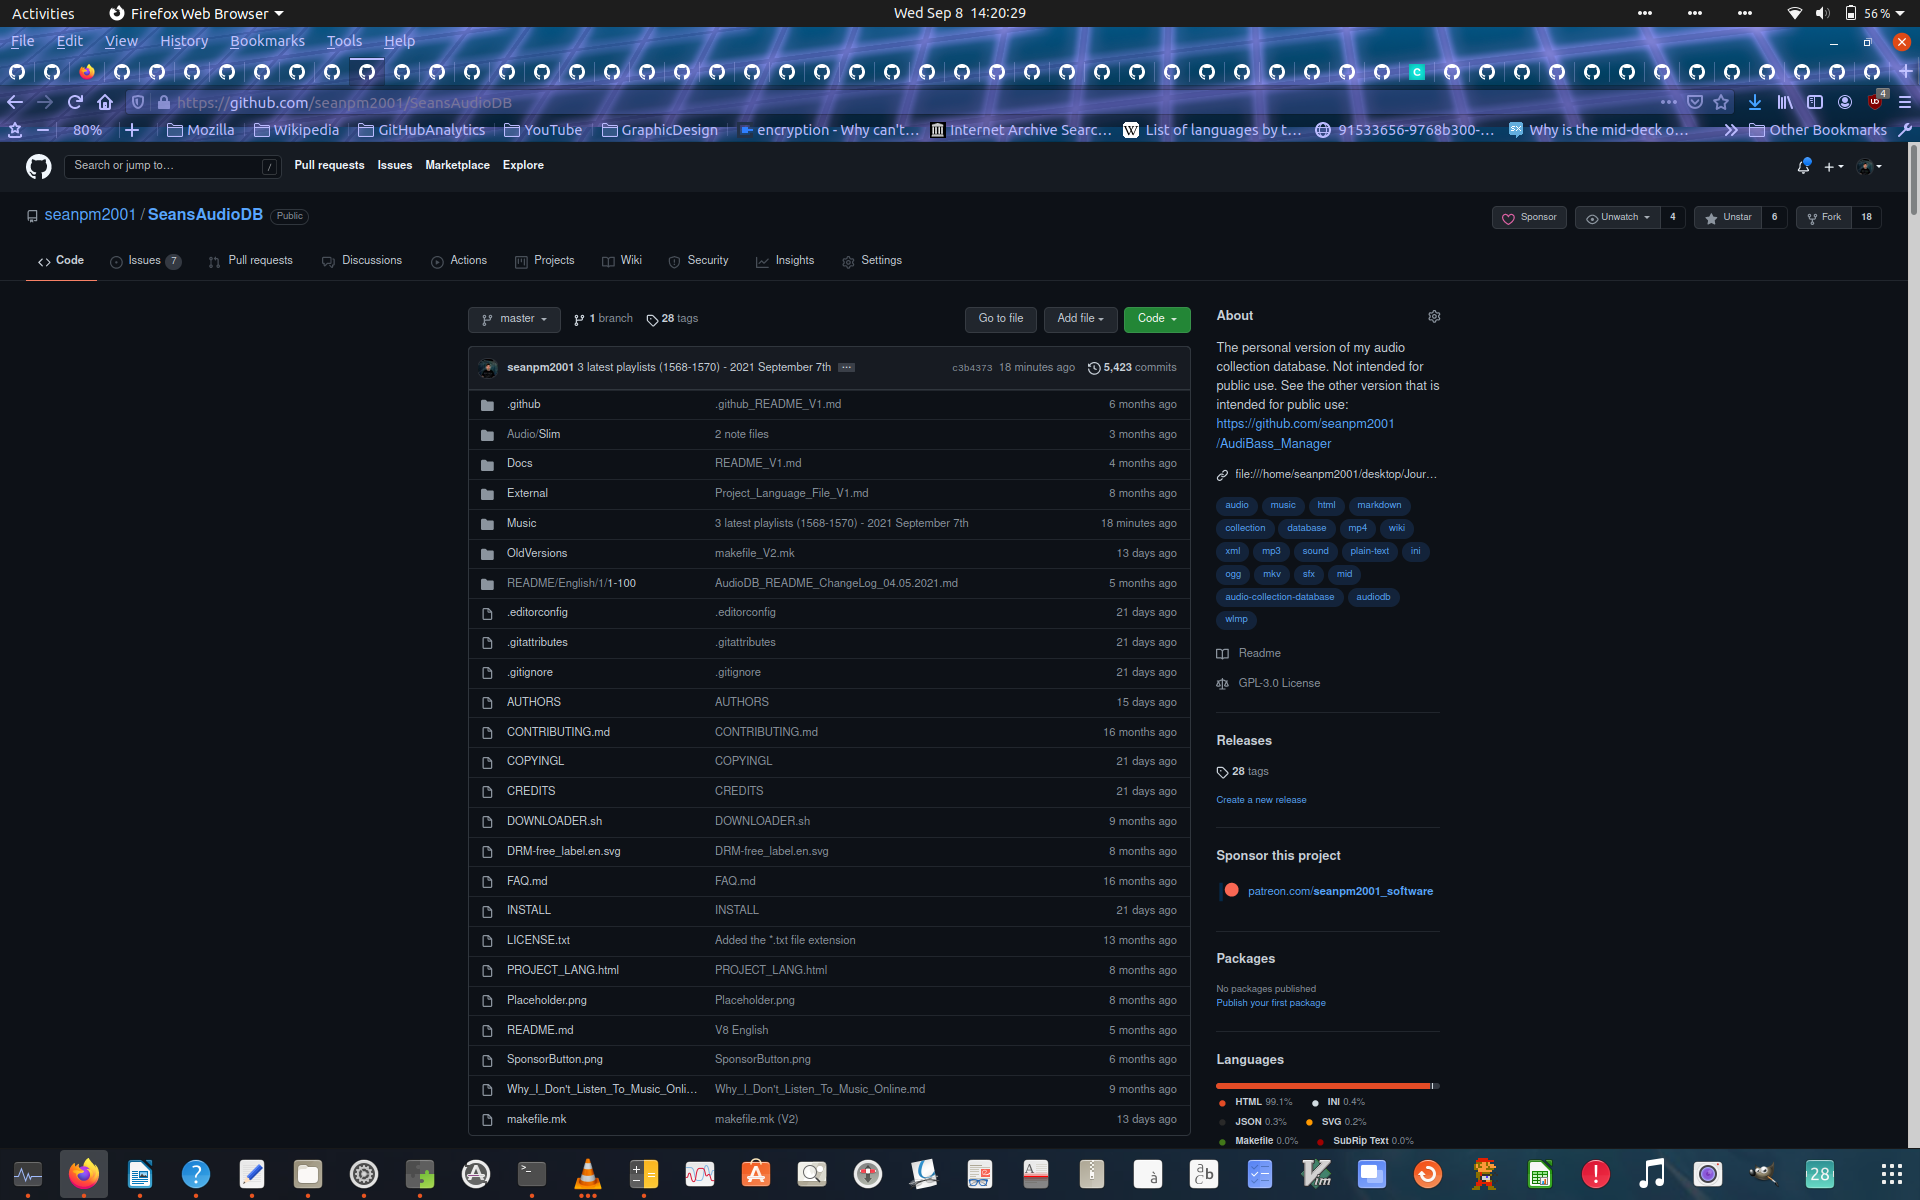 Activities Firefox Web Browser Wed Sep 8 14:20:29 56 %
File Edit View History Bookmarks Tools Help
https://github.com/seanpm2001/SeansAudioDB 4
80% Mozilla Wikipedia GitHubAnalytics YouTube GraphicDesign encryption - Why can't… Internet Archive Searc… List of languages by t… 91533656-9768b300-… Why is the mid-deck o… Other Bookmarks
Search or jump to… / Pull requests Issues Marketplace Explore
seanpm2001 / SeansAudioDB Public Sponsor Unwatch 4 Unstar 6 Fork 18
Code Issues 7 Pull requests Discussions Actions Projects Wiki Security Insights Settings
master 1 branch 28 tags Go to file Add file Code
seanpm2001 3 latest playlists (1568-1570) - 2021 September 7th … c3b4373 18 minutes ago 5,423 commits
.github .github_README_V1.md 6 months ago
Audio/Slim 2 note files 3 months ago
Docs README_V1.md 4 months ago
External Project_Language_File_V1.md 8 months ago
Music 3 latest playlists (1568-1570) - 2021 September 7th 18 minutes ago
OldVersions makefile_V2.mk 13 days ago
README/English/1/1-100 AudioDB_README_ChangeLog_04.05.2021.md 5 months ago
.editorconfig .editorconfig 21 days ago
.gitattributes .gitattributes 21 days ago
.gitignore .gitignore 21 days ago
AUTHORS AUTHORS 15 days ago
CONTRIBUTING.md CONTRIBUTING.md 16 months ago
COPYINGL COPYINGL 21 days ago
CREDITS CREDITS 21 days ago
DOWNLOADER.sh DOWNLOADER.sh 9 months ago
DRM-free_label.en.svg DRM-free_label.en.svg 8 months ago
FAQ.md FAQ.md 16 months ago
INSTALL INSTALL 21 days ago
LICENSE.txt Added the *.txt file extension 13 months ago
PROJECT_LANG.html PROJECT_LANG.html 8 months ago
Placeholder.png Placeholder.png 8 months ago
README.md V8 English 5 months ago
SponsorButton.png SponsorButton.png 6 months ago
Why_I_Don't_Listen_To_Music_Onli… Why_I_Don't_Listen_To_Music_Online.md 9 months ago
makefile.mk makefile.mk (V2) 13 days ago
About
The personal version of my audio
collection database. Not intended for
public use. See the other version that is
intended for public use:
https://github.com/seanpm2001
/AudiBass_Manager
file:///home/seanpm2001/desktop/Jour…
audio music html markdown
collection database mp4 wiki
xml mp3 sound plain-text ini
ogg mkv sfx mid
audio-collection-database audiodb
wlmp
Readme
GPL-3.0 License
Releases
28 tags
Create a new release
Sponsor this project
patreon.com/seanpm2001_software
Packages
No packages published
Publish your first package
Languages
HTML 99.1% INI 0.4%
JSON 0.3% SVG 0.2%
Makefile 0.0% SubRip Text 0.0%
28